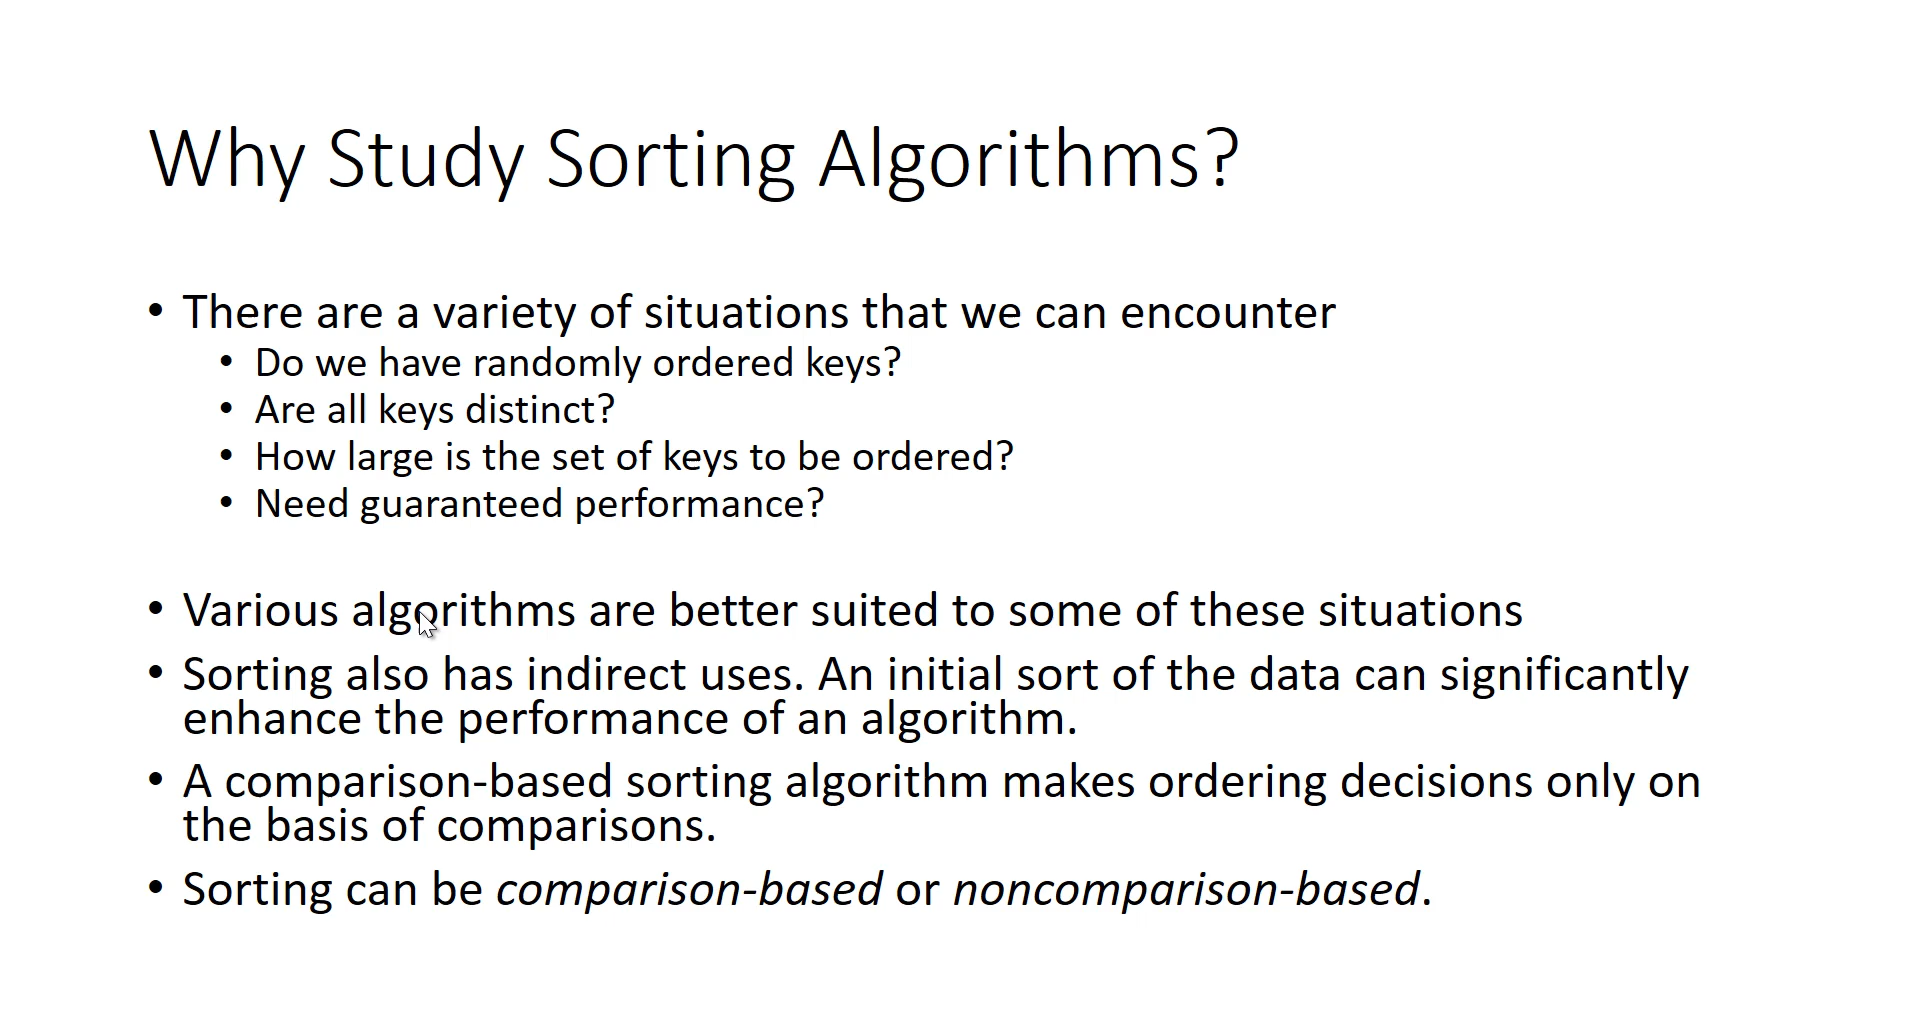 Why Study Sorting Algorithms?
• There are a variety of situations that we can encounter
• Do we have randomly ordered keys?
• Are all keys distinct?
• How large is the set of keys to be ordered?
• Need guaranteed performance?
• Various algorithms are better suited to some of these situations
• Sorting also has indirect uses. An initial sort of the data can significantly
enhance the performance of an algorithm.
• A comparison-based sorting algorithm makes ordering decisions only on
the basis of comparisons.
• Sorting can be comparison-based or noncomparison-based.